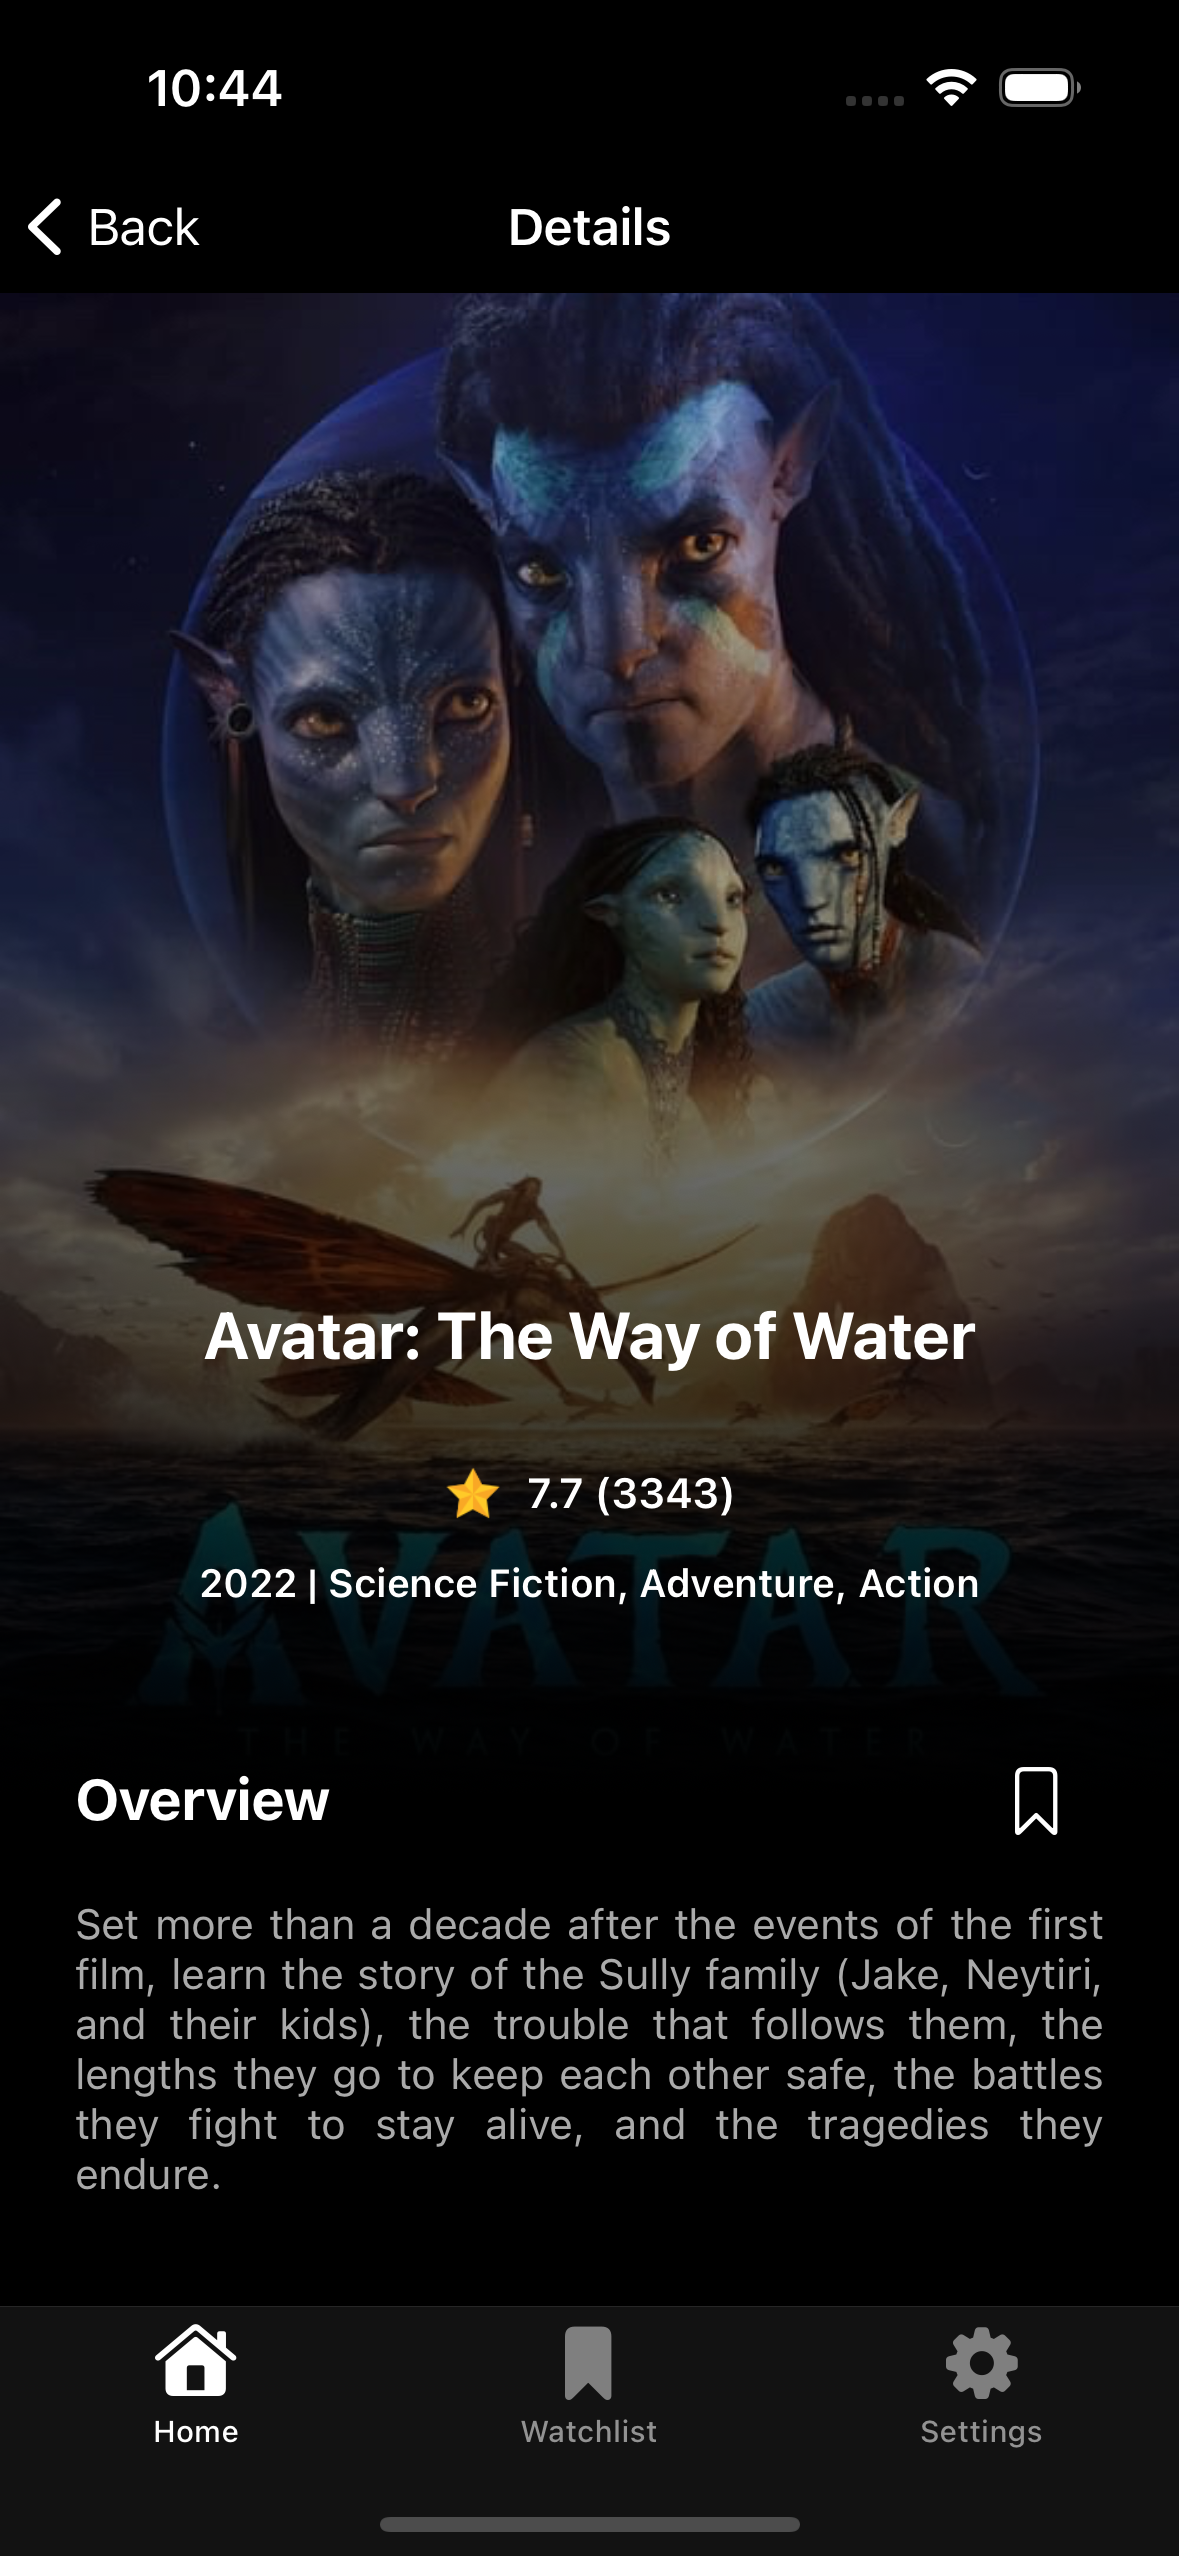 10:44
Back
Details
Avatar: The Way of Water
7.7 (3343)
2022 | Science Fiction, Adventure, Action
AVATAR
THE WAY OF WATER
Overview
Set more than a decade after the events of the first
film, learn the story of the Sully family (Jake, Neytiri,
and their kids), the trouble that follows them, the
lengths they go to keep each other safe, the battles
they fight to stay alive, and the tragedies they
endure.
Home
Watchlist
Settings